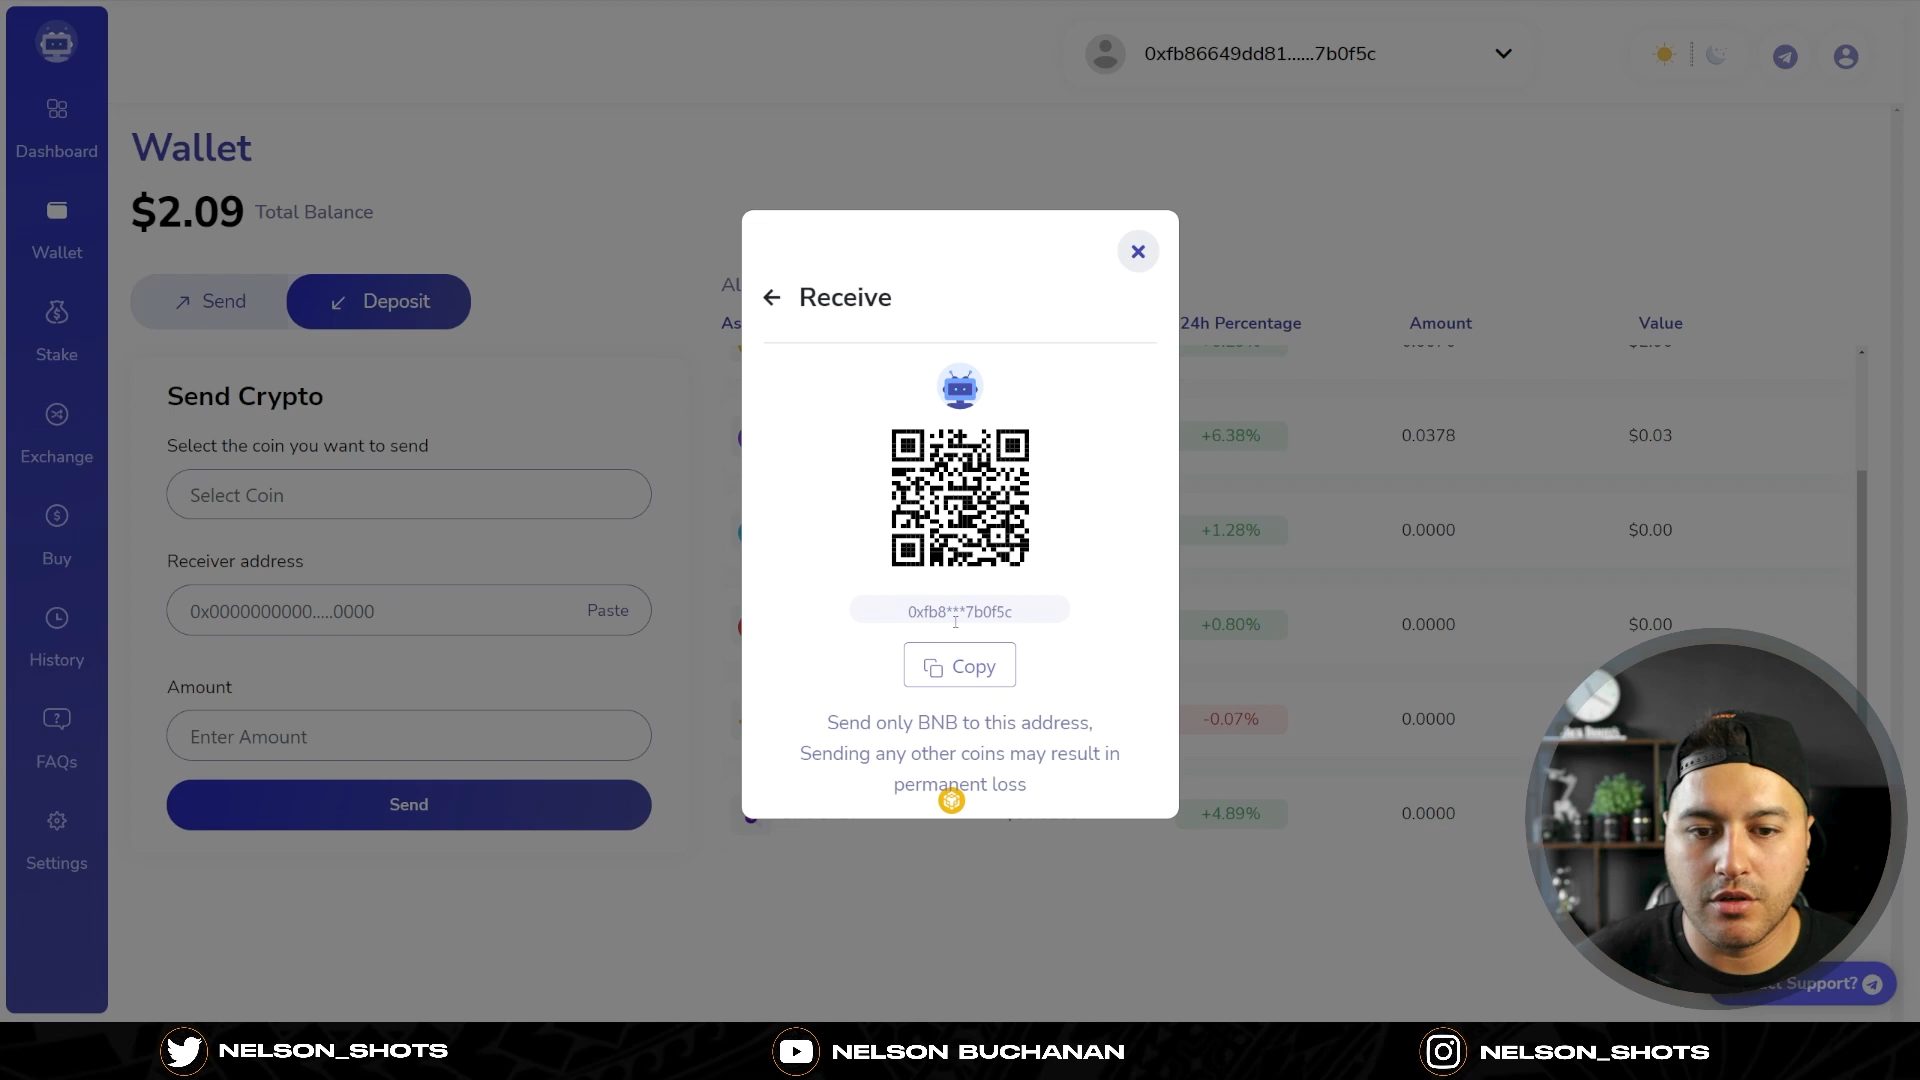 0xfb86649dd81......7b0f5c
Dashboard
Wallet
Stake
Exchange
Buy
History
FAQs
Settings
Wallet
$2.09 Total Balance
Send
Deposit
Send Crypto
Select the coin you want to send
Select Coin
Receiver address
0x0000000000.....0000 Paste
Amount
Enter Amount
Send
Al
As
24h Percentage Amount Value
+6.38% 0.0378 $0.03
+1.28% 0.0000 $0.00
+0.80% 0.0000 $0.00
-0.07% 0.0000
+4.89% 0.0000
Receive
0xfb8***7b0f5c
Copy
Send only BNB to this address,
Sending any other coins may result in
permanent loss
Support?
NELSON_SHOTS
NELSON BUCHANAN
NELSON_SHOTS